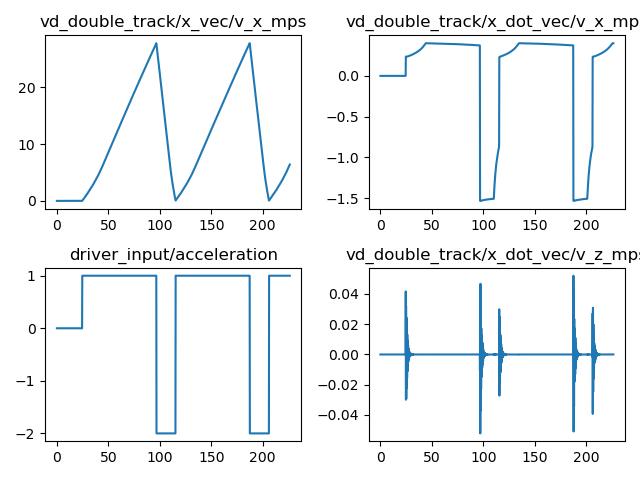 vd_double_track/x_vec/v_x_mps
20
10
0
0 50 100 150 200
vd_double_track/x_dot_vec/v_x_mp
0.0
−0.5
−1.0
−1.5
0 50 100 150 200
driver_input/acceleration
1
0
−1
−2
0 50 100 150 200
vd_double_track/x_dot_vec/v_z_mps
0.04
0.02
0.00
−0.02
−0.04
0 50 100 150 200